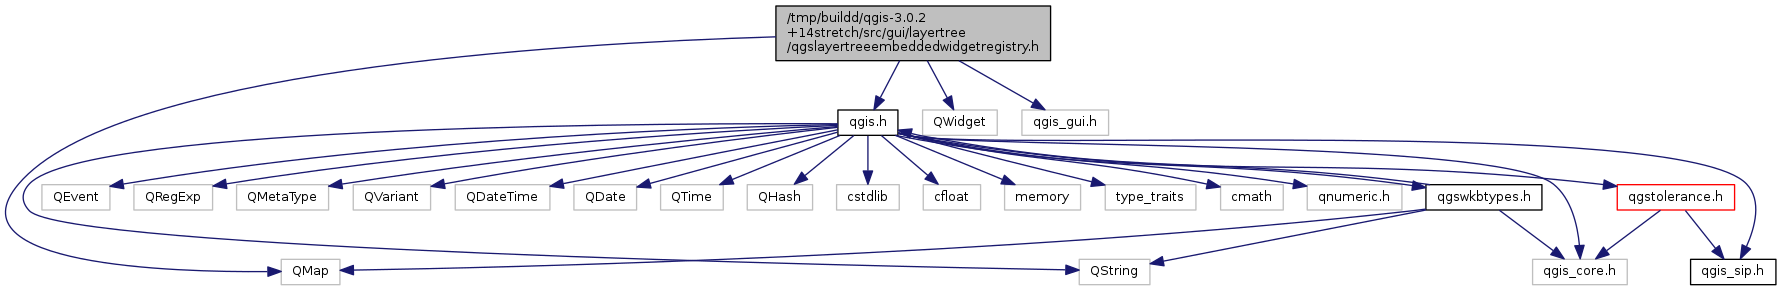 /tmp/buildd/qgis-3.0.2
+14stretch/src/gui/layertree
/qgslayertreeembeddedwidgetregistry.h
qgis.h
QWidget
qgis_gui.h
QEvent
QRegExp
QMetaType
QVariant
QDateTime
QDate
QTime
QHash
cstdlib
cfloat
memory
type_traits
cmath
qnumeric.h
qgswkbtypes.h
qgstolerance.h
QMap
QString
qgis_core.h
qgis_sip.h